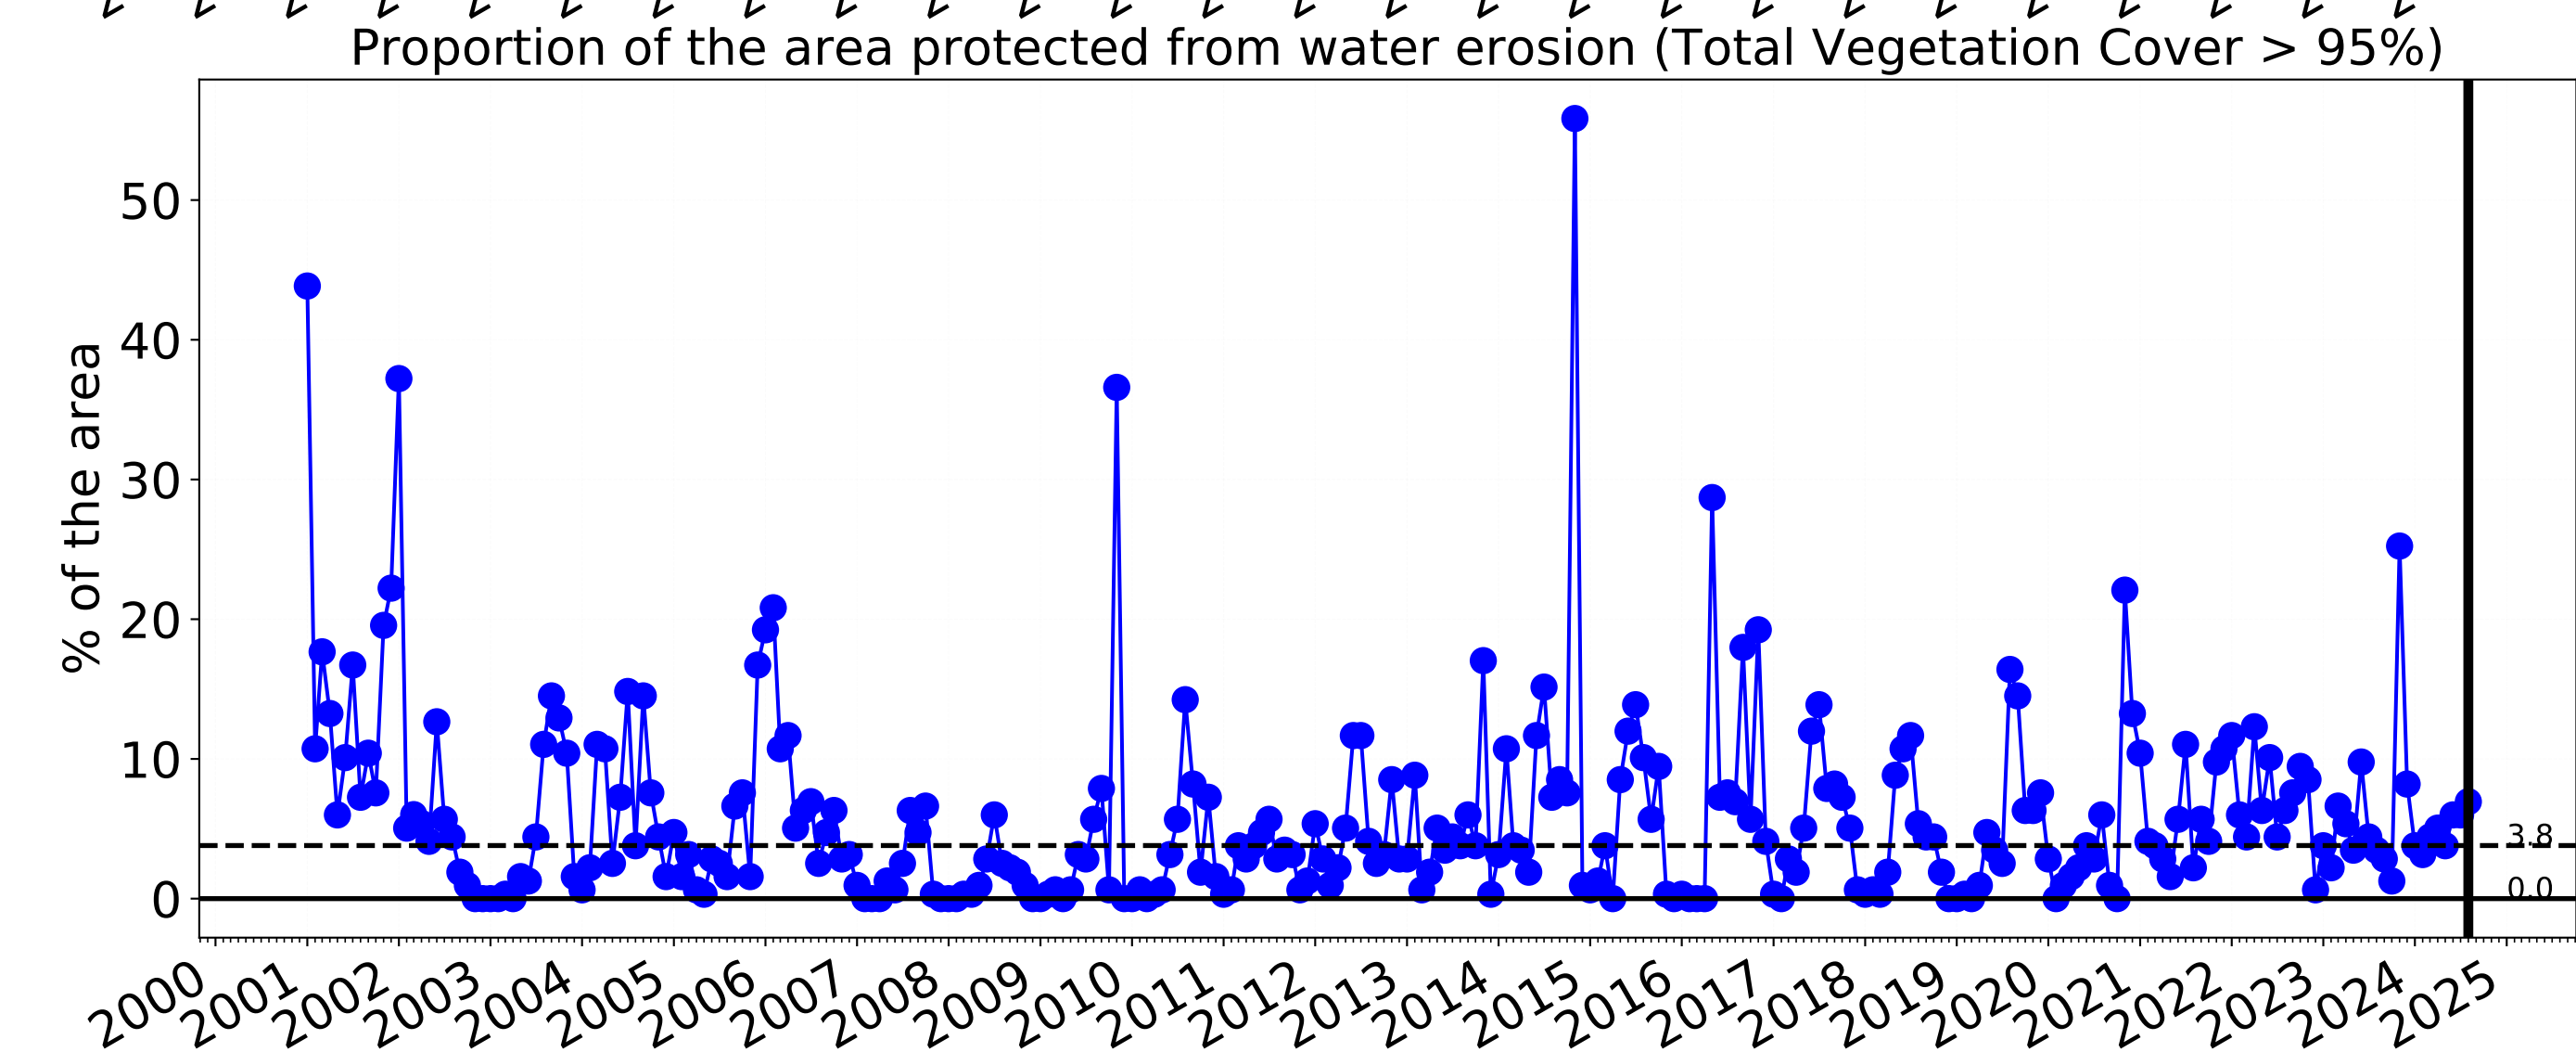 Proportion of the area protected from water erosion (Total Vegetation Cover > 95%)
% of the area
50
40
30
20
10
0
3.8
0.0
2000 2001 2002 2003 2004 2005 2006 2007 2008 2009 2010 2011 2012 2013 2014 2015 2016 2017 2018 2019 2020 2021 2022 2023 2024 2025